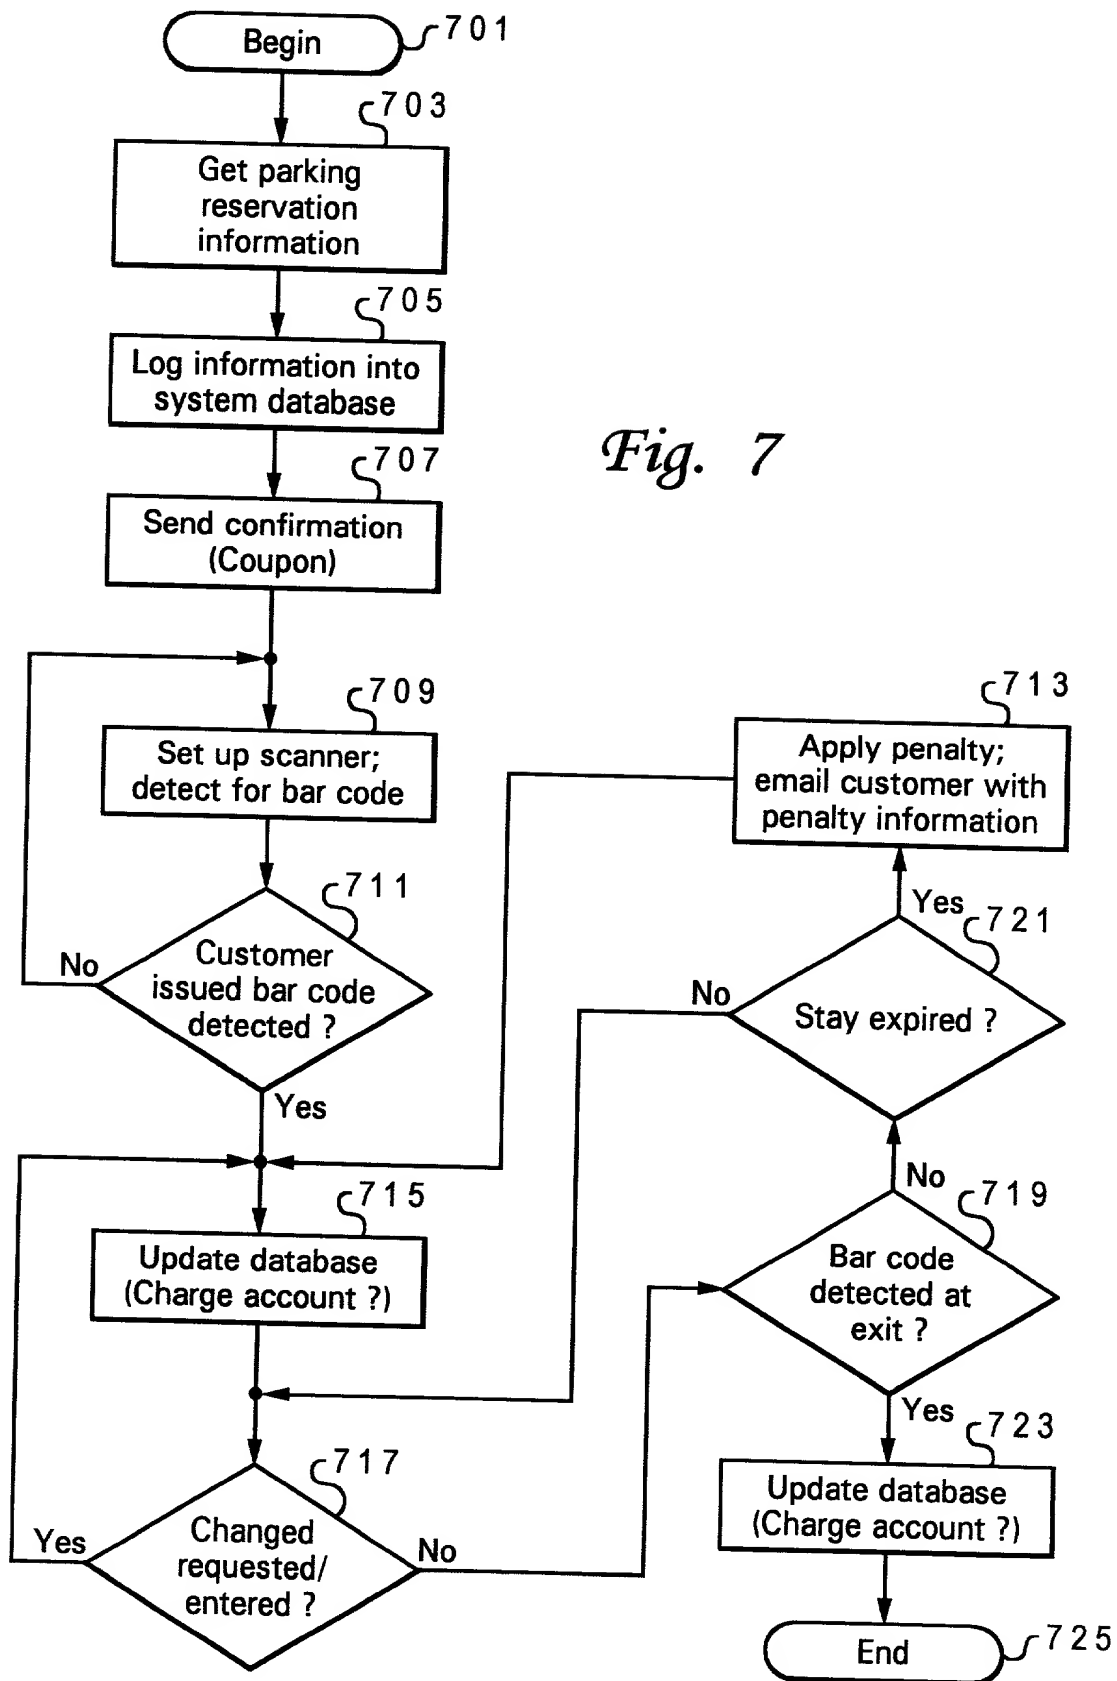 Begin
701
703
Get parking
reservation
information
705
Log information into
system database
Fig. 7
707
Send confirmation
(Coupon)
709
Set up scanner;
detect for bar code
711
Customer
issued bar code
detected ?
No
Yes
715
Update database
(Charge account ?)
717
Changed
requested/
entered ?
Yes
No
713
Apply penalty;
email customer with
penalty information
Yes
721
Stay expired ?
No
No
719
Bar code
detected at
exit ?
Yes
723
Update database
(Charge account ?)
End
725